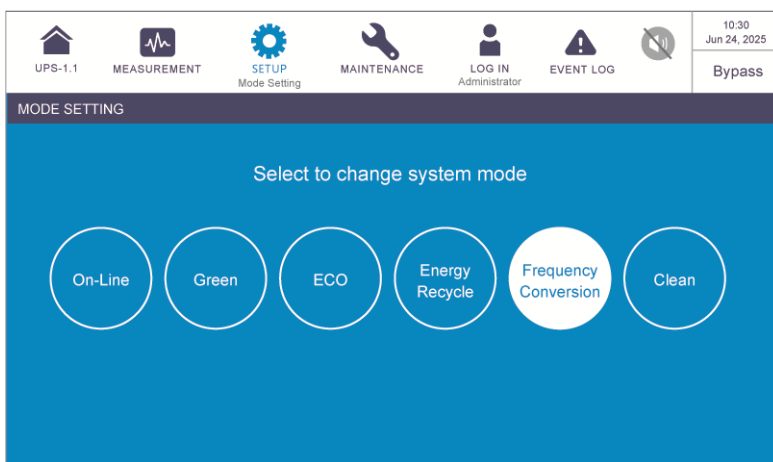 10:30
Jun 24, 2025
UPS-1.1
MEASUREMENT
SETUP
Mode Setting
MAINTENANCE
LOG IN
Administrator
EVENT LOG
Bypass
MODE SETTING
Select to change system mode
On-Line
Green
ECO
Energy
Recycle
Frequency
Conversion
Clean